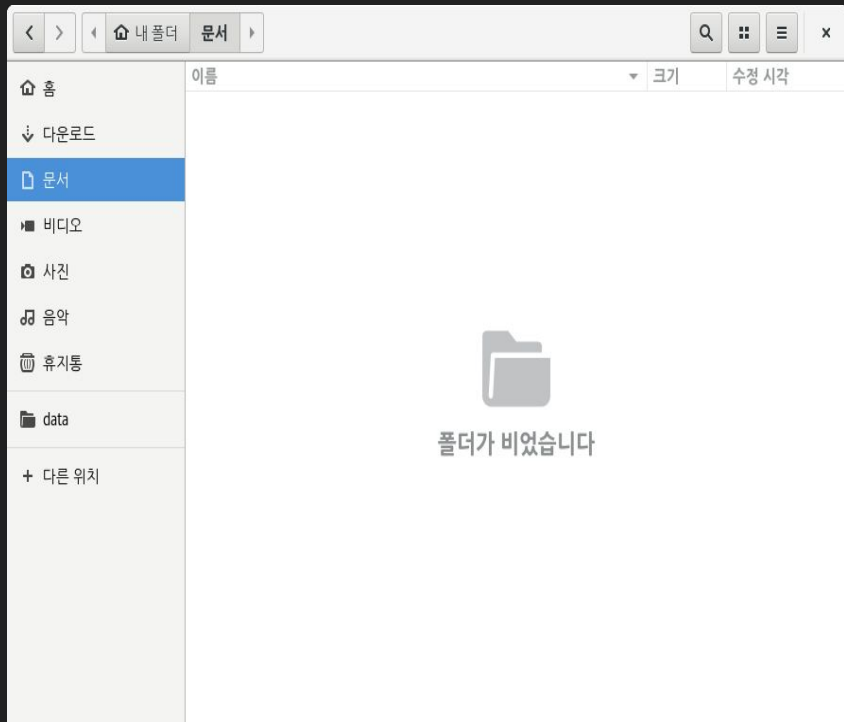 내 폴더 문서
이름 크기 수정 시각
홈
다운로드
문서
비디오
사진
음악
휴지통
data
다른 위치
폴더가 비었습니다